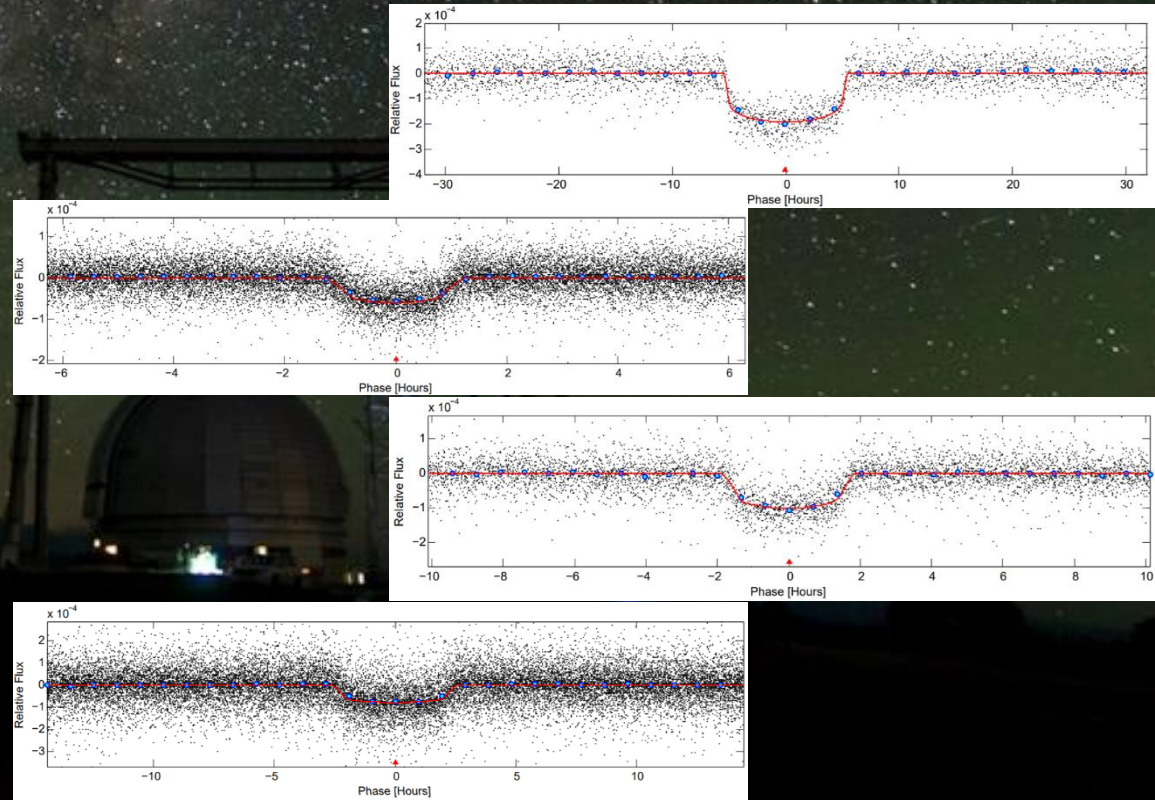 x 10⁻⁴
2
1
0
−1
−2
−3
−4
Relative Flux
−30 −20 −10 0 10 20 30
Phase [Hours]
x 10⁻⁴
1
0
−1
−2
Relative Flux
−6 −4 −2 0 2 4 6
Phase [Hours]
x 10⁻⁴
1
0
−1
−2
Relative Flux
−10 −8 −6 −4 −2 0 2 4 6 8 10
Phase [Hours]
x 10⁻⁴
2
1
0
−1
−2
−3
Relative Flux
−10 −5 0 5 10
Phase [Hours]